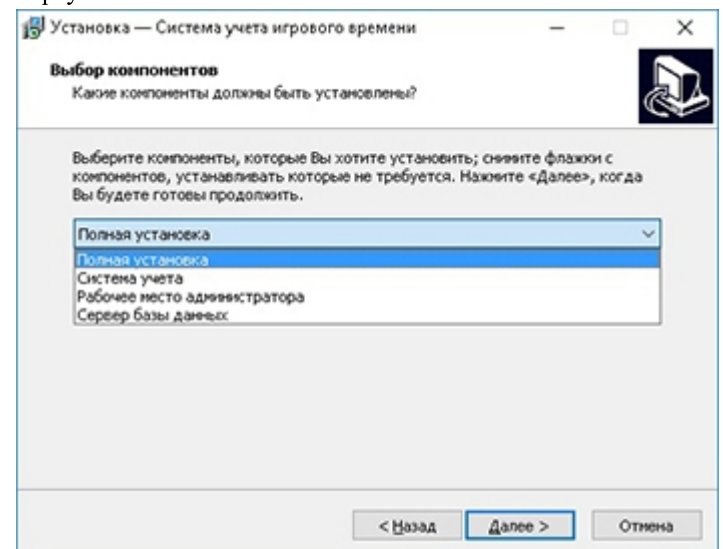 Установка — Система учета игрового времени
Выбор компонентов
Какие компоненты должны быть установлены?
Выберите компоненты, которые Вы хотите установить; снимите флажки с
компонентов, устанавливать которые не требуется. Нажмите «Далее», когда
Вы будете готовы продолжить.
Полная установка
Полная установка
Система учета
Рабочее место администратора
Сервер базы данных
< Назад
Далее >
Отмена